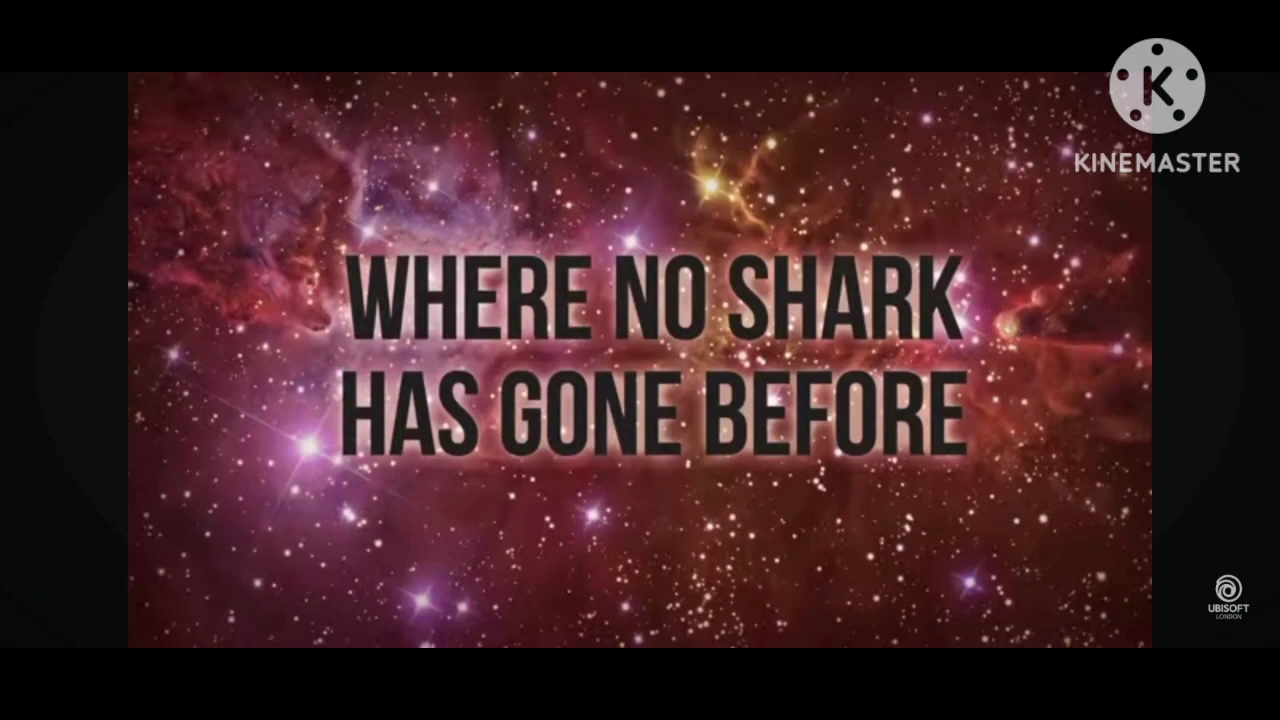 KINEMASTER
WHERE NO SHARK
HAS GONE BEFORE
UBISOFT
LONDON